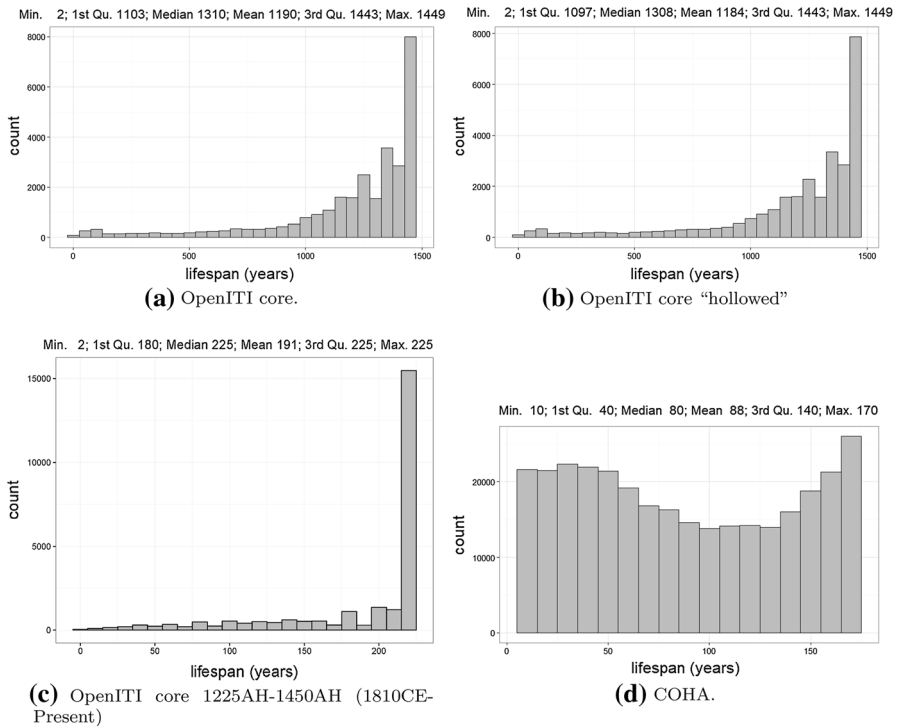 Min. 2; 1st Qu. 1103; Median 1310; Mean 1190; 3rd Qu. 1443; Max. 1449
8000
6000
4000
2000
0
count
0
500
1000
1500
lifespan (years)
(a) OpenITI core.
Min. 2; 1st Qu. 1097; Median 1308; Mean 1184; 3rd Qu. 1443; Max. 1449
8000
6000
4000
2000
0
count
0
500
1000
1500
lifespan (years)
(b) OpenITI core “hollowed”
Min. 2; 1st Qu. 180; Median 225; Mean 191; 3rd Qu. 225; Max. 225
15000
10000
5000
0
count
0
50
100
150
200
lifespan (years)
(c) OpenITI core 1225AH-1450AH (1810CE-
Present)
Min. 10; 1st Qu. 40; Median 80; Mean 88; 3rd Qu. 140; Max. 170
20000
10000
0
count
0
50
100
150
lifespan (years)
(d) COHA.